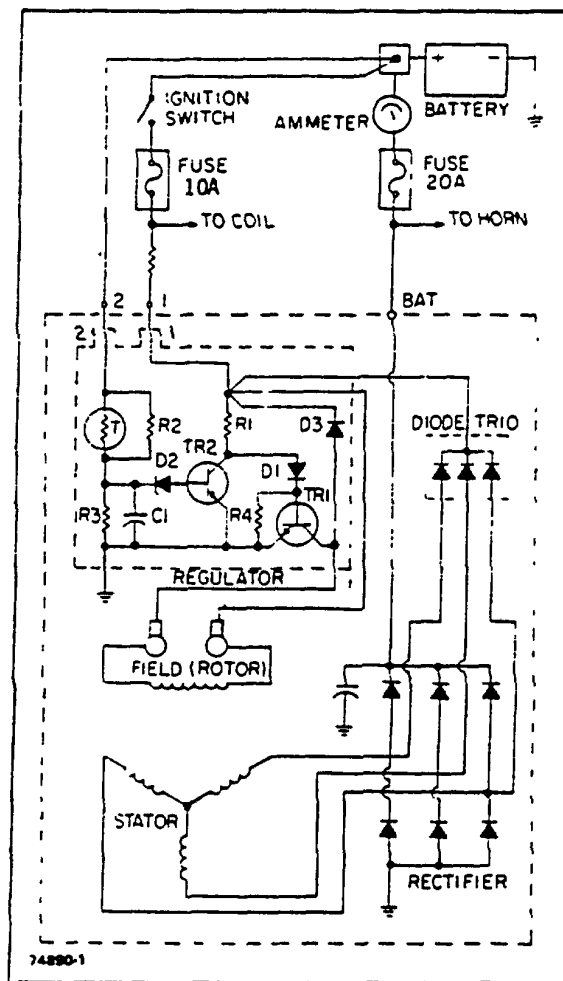 + -
BATTERY
IGNITION
SWITCH
AMMETER
FUSE
10A
FUSE
20A
TO COIL
TO HORN
2 1
BAT
2 1
T
R2
R1
D3
DIODE TRIO
TR2
D2
D1
TR1
R3
C1
R4
REGULATOR
FIELD (ROTOR)
STATOR
RECTIFIER
74890-1